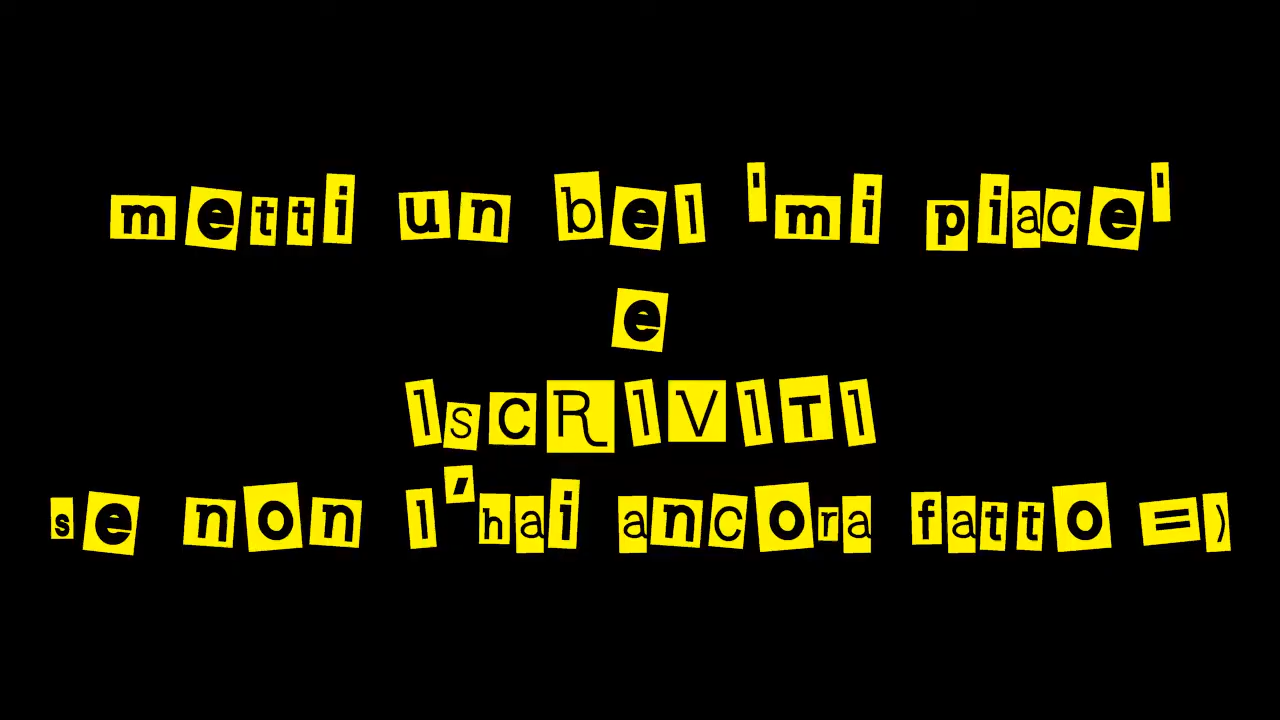 metti un bel 'mi piace'
e
ISCRIVITI
se non l'hai ancora fatto =)